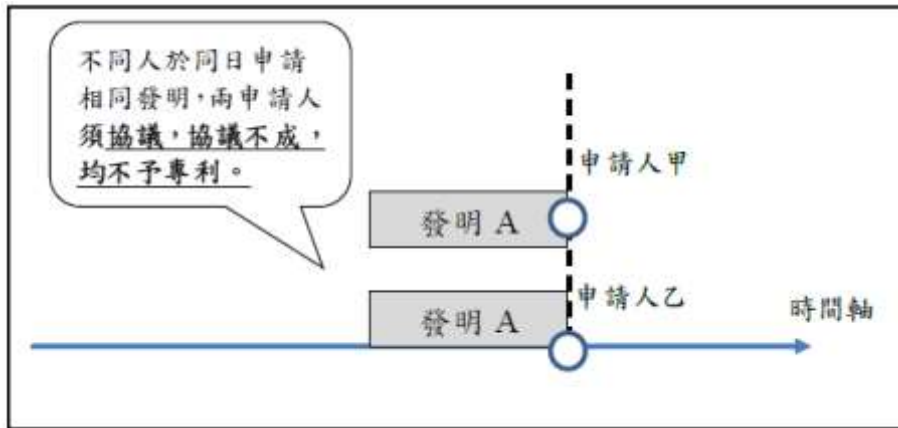 不同人於同日申請
相同發明，兩申請人
須協議，協議不成，
均不予專利。
申請人甲
發明 A
申請人乙
發明 A
時間軸